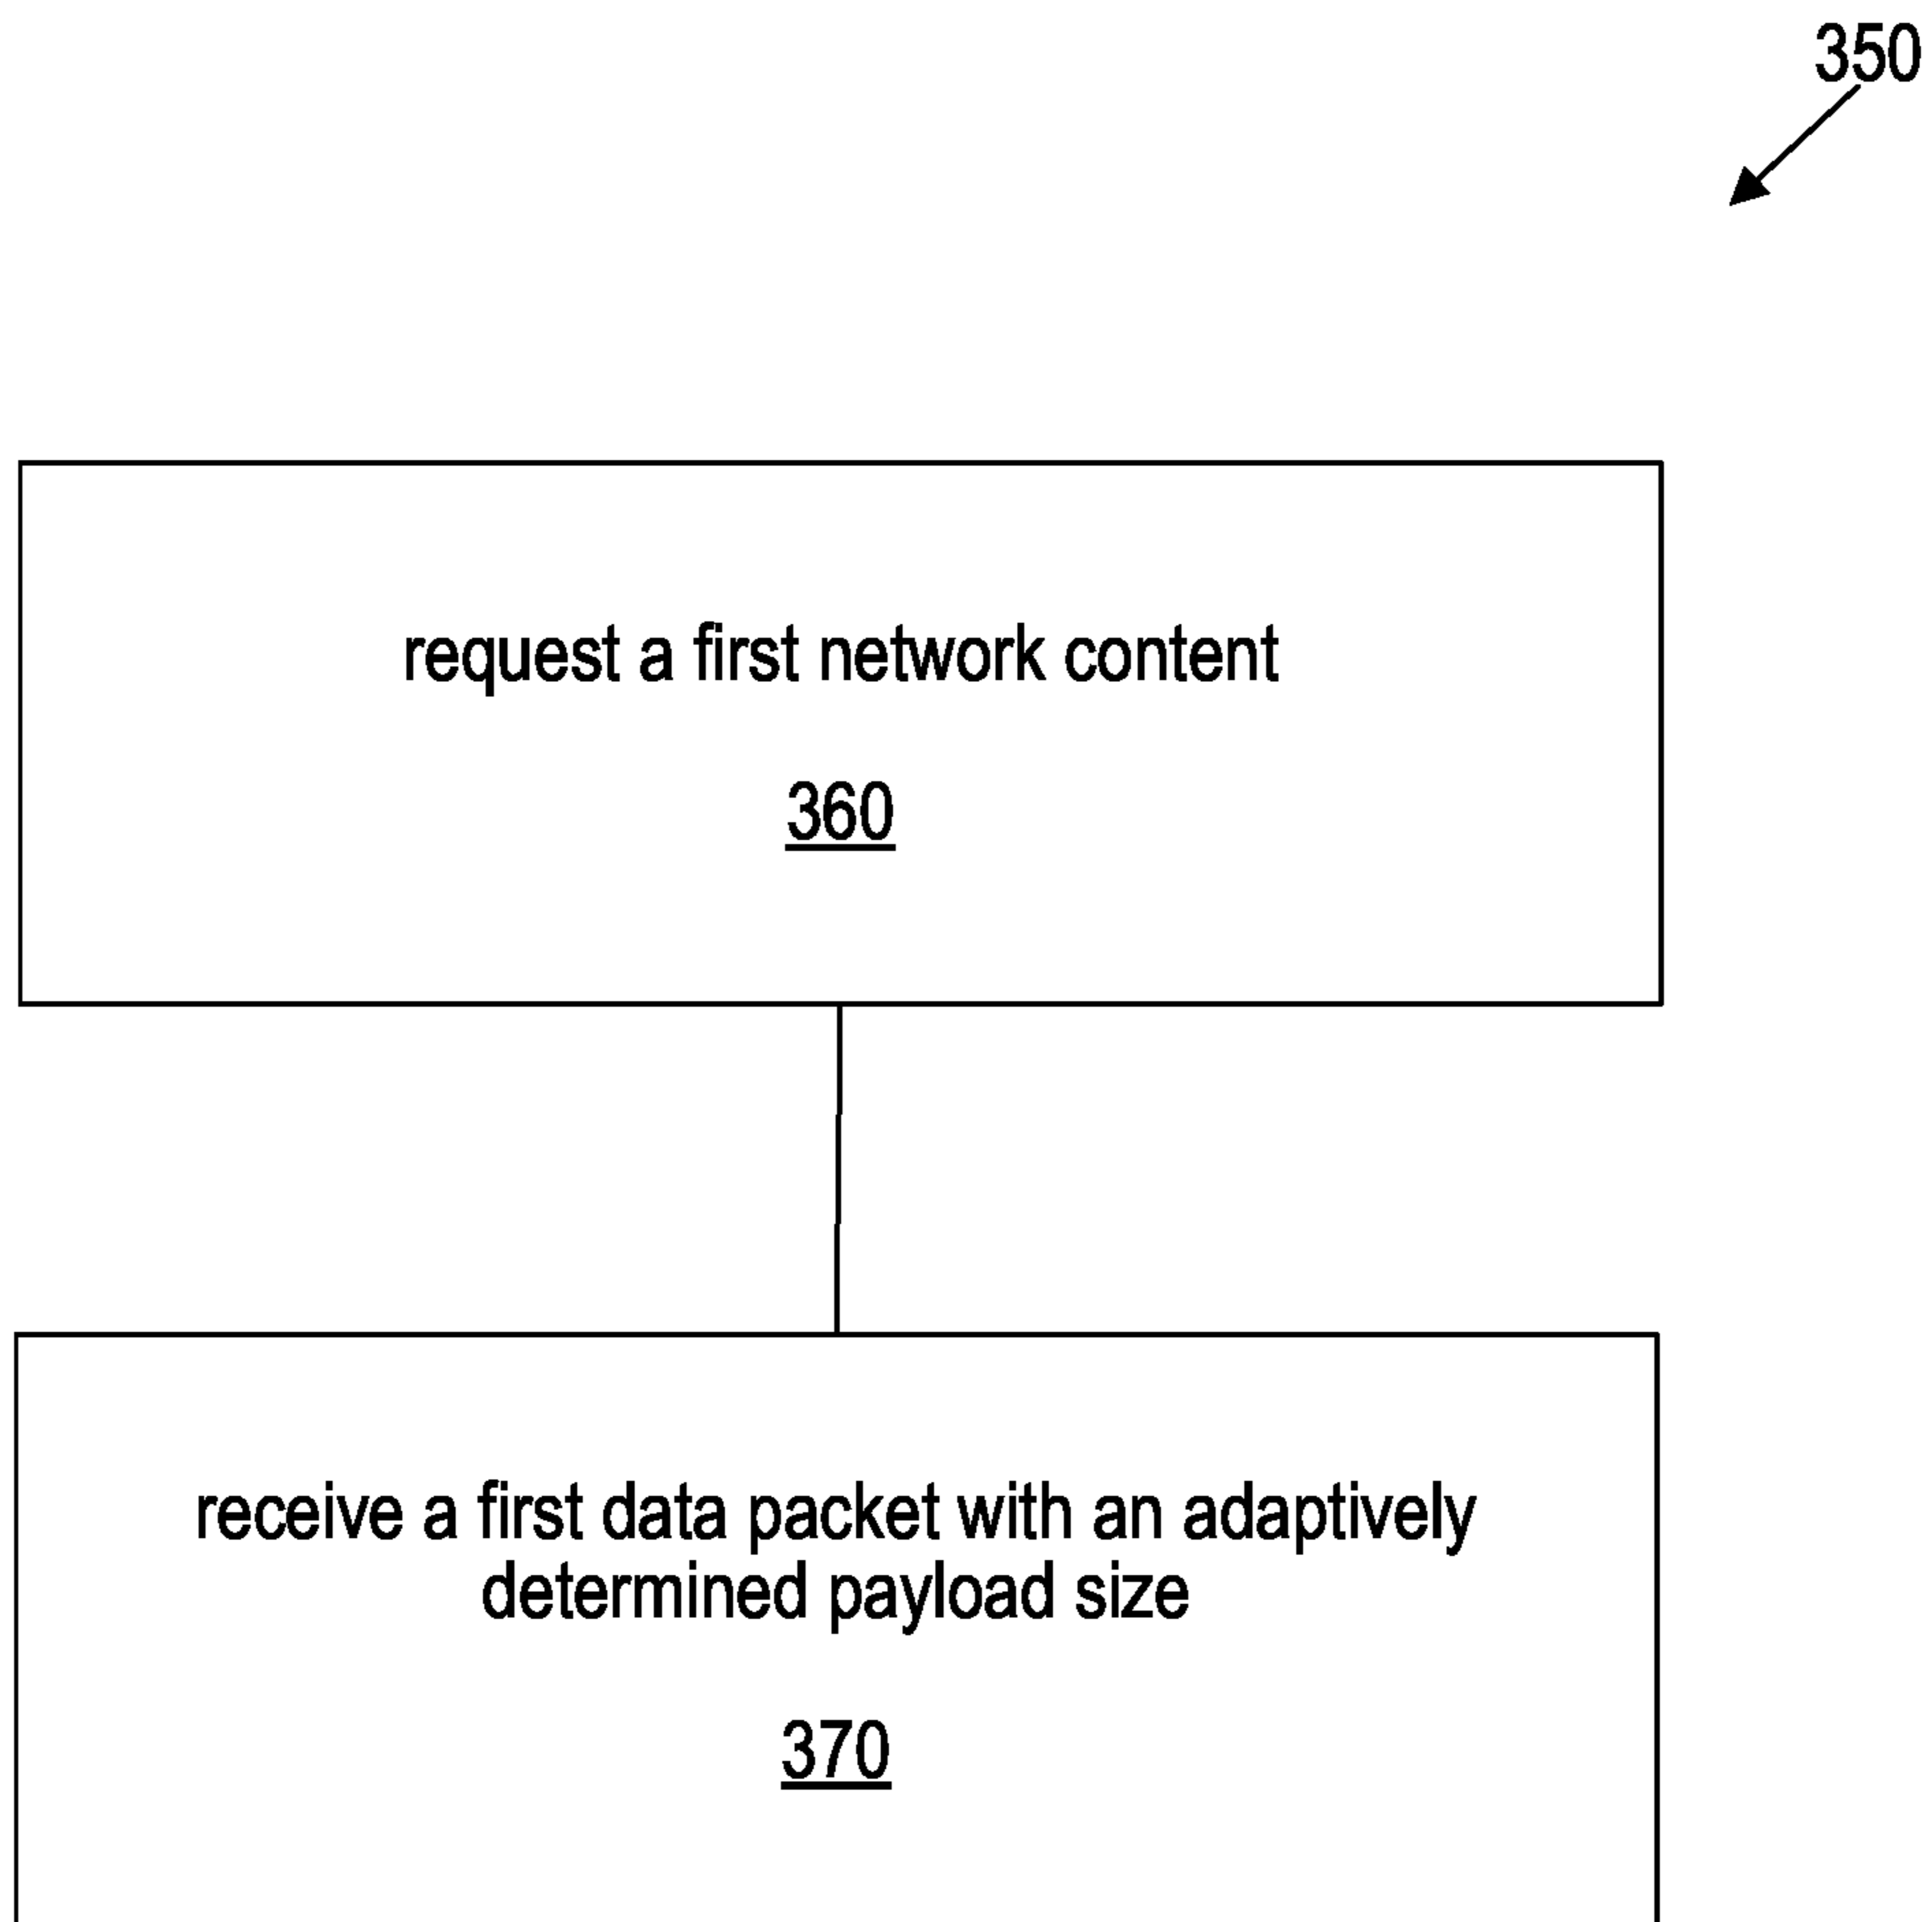 350
request a first network content
360
receive a first data packet with an adaptively
determined payload size
370